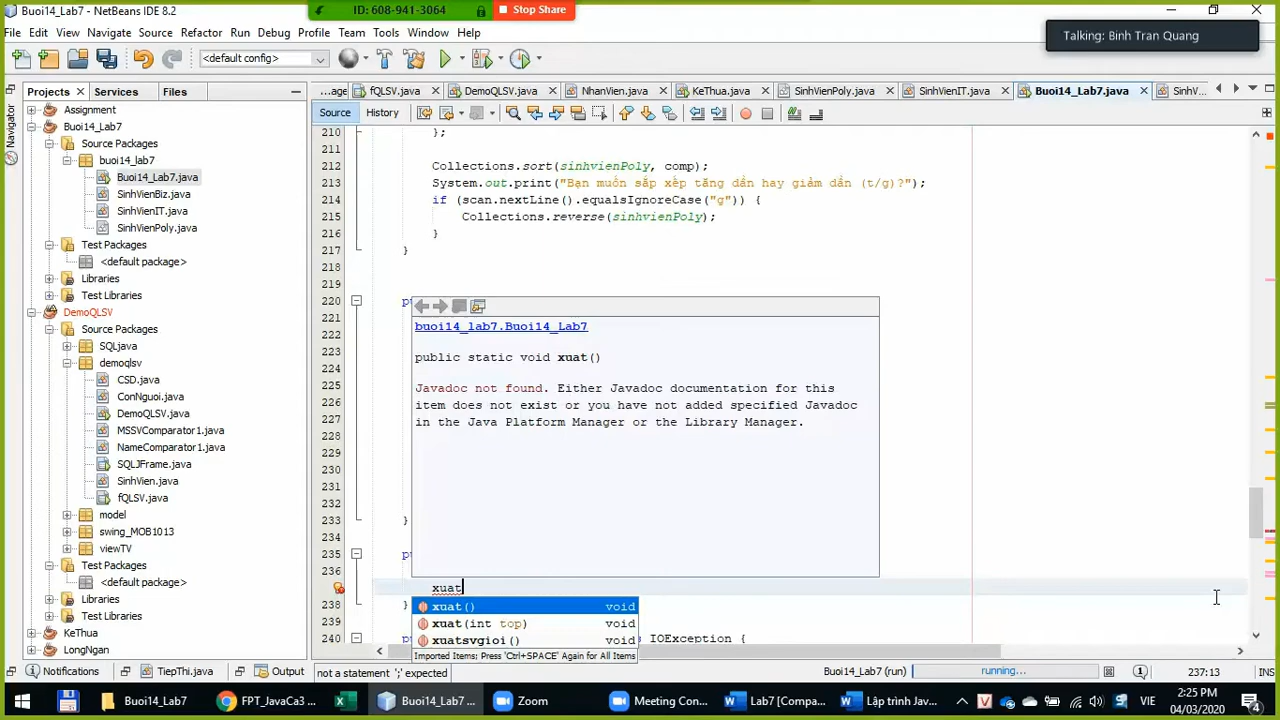 Buoi14_Lab7 - NetBeans IDE 8.2
ID: 608-941-3064
Stop Share
File Edit View Navigate Source Refactor Run Debug Profile Team Tools Window Help
Talking: Binh Tran Quang
<default config>
Projects Services Files
...age fQLSV.java DemoQLSV.java NhanVien.java KeThua.java SinhVienPoly.java SinhVienIT.java Buoi14_Lab7.java SinhV...
Source History
Navigator
Assignment
Buoi14_Lab7
Source Packages
buoi14_lab7
Buoi14_Lab7.java
SinhVienBiz.java
SinhVienIT.java
SinhVienPoly.java
Test Packages
<default package>
Libraries
Test Libraries
DemoQLSV
Source Packages
SQLjava
demoqlsv
CSD.java
ConNguoi.java
DemoQLSV.java
MSSVComparator1.java
NameComparator1.java
SQLJFrame.java
SinhVien.java
fQLSV.java
model
swing_MOB1013
viewTV
Test Packages
<default package>
Libraries
Test Libraries
KeThua
LongNgan
210 };
211
212 Collections.sort(sinhvienPoly, comp);
213 System.out.print("Bạn muốn sắp xếp tăng dần hay giảm dần (t/g)?");
214 if (scan.nextLine().equalsIgnoreCase("g")) {
215 Collections.reverse(sinhvienPoly);
216 }
217 }
218
219
220
221
222
223
224
225
226
227
228
229
230
231
232
233 }
234
235
236
xuat
238 }
239
240 IOException {
buoi14_lab7.Buoi14_Lab7
public static void xuat()
Javadoc not found. Either Javadoc documentation for this
item does not exist or you have not added specified Javadoc
in the Java Platform Manager or the Library Manager.
xuat() void
xuat(int top) void
xuatsvgioi() void
Imported Items; Press 'Ctrl+SPACE' Again for All Items
Notifications TiepThi.java Output not a statement ';' expected Buoi14_Lab7 (run) running... 237:13 INS
Buoi14_Lab7 FPT_JavaCa3 ... Buoi14_Lab7 ... Zoom Meeting Con... Lab7 [Compa... Lập trình Jav... VIE
2:25 PM
04/03/2020
4